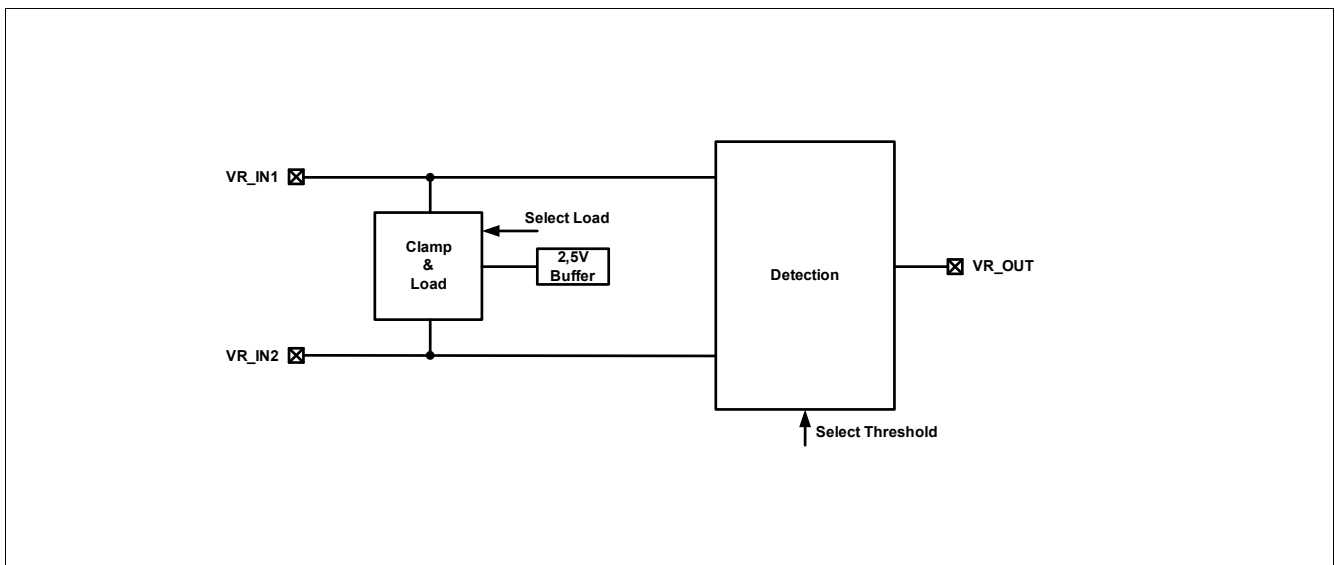 VR_IN1
Select Load
Clamp
&
Load
2,5V
Buffer
Detection
VR_OUT
VR_IN2
Select Threshold